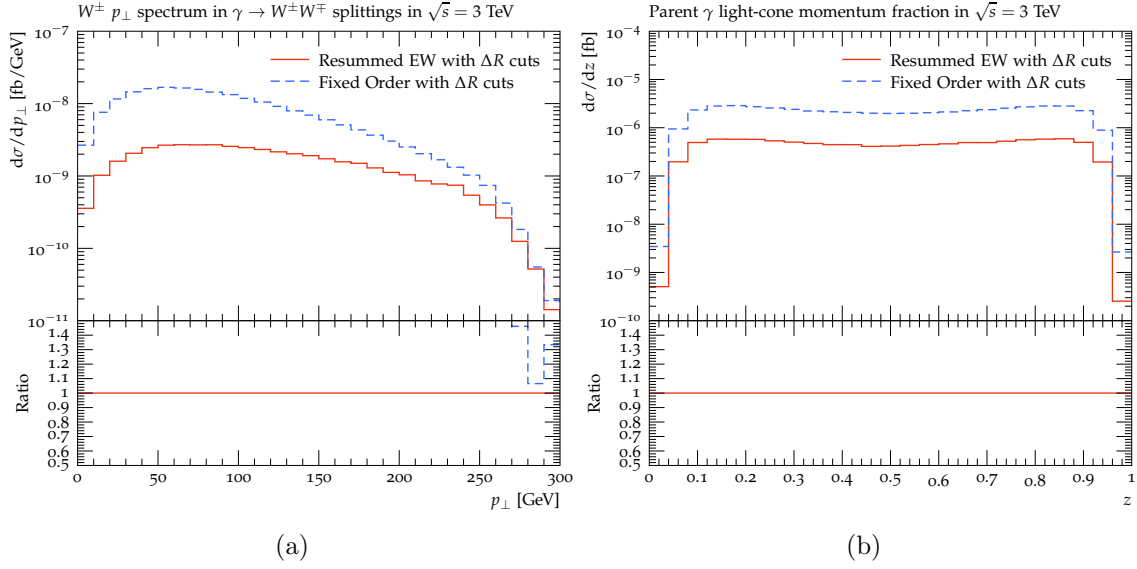 W± p⊥ spectrum in γ → W±W∓ splittings in √s = 3 TeV
dσ/dp⊥ [fb/GeV]
10⁻⁷
10⁻⁸
10⁻⁹
10⁻¹⁰
10⁻¹¹
Resummed EW with ΔR cuts
Fixed Order with ΔR cuts
Ratio
1.4
1.3
1.2
1.1
1
0.9
0.8
0.7
0.6
0.5
0 50 100 150 200 250 300
p⊥ [GeV]
(a)
Parent γ light-cone momentum fraction in √s = 3 TeV
dσ/dz [fb]
10⁻⁴
10⁻⁵
10⁻⁶
10⁻⁷
10⁻⁸
10⁻⁹
10⁻¹⁰
Resummed EW with ΔR cuts
Fixed Order with ΔR cuts
Ratio
1.4
1.3
1.2
1.1
1
0.9
0.8
0.7
0.6
0.5
0 0.1 0.2 0.3 0.4 0.5 0.6 0.7 0.8 0.9 1
z
(b)